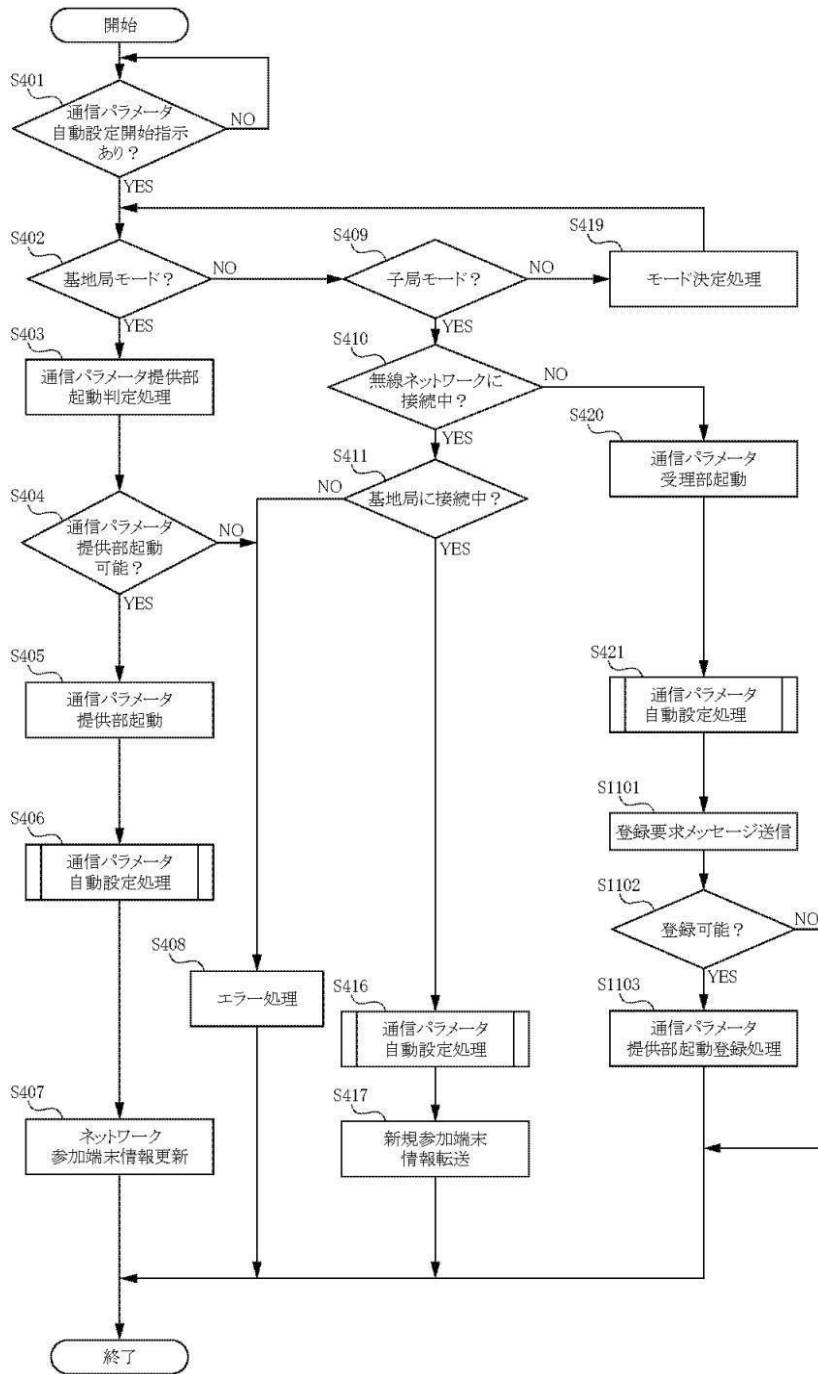 開始
S401
通信パラメータ
自動設定開始指示
あり?
NO
YES
S402
基地局モード?
NO
YES
S409
子局モード?
NO
YES
S419
モード決定処理
S403
通信パラメータ提供部
起動判定処理
S410
無線ネットワークに
接続中?
NO
YES
S420
通信パラメータ
受理部起動
S411
基地局に接続中?
NO
YES
S404
通信パラメータ
提供部起動
可能?
NO
YES
S405
通信パラメータ
提供部起動
S421
通信パラメータ
自動設定処理
S406
通信パラメータ
自動設定処理
S1101
登録要求メッセージ送信
S1102
登録可能?
NO
YES
S408
エラー処理
S416
通信パラメータ
自動設定処理
S1103
通信パラメータ
提供部起動登録処理
S407
ネットワーク
参加端末情報更新
S417
新規参加端末
情報転送
終了